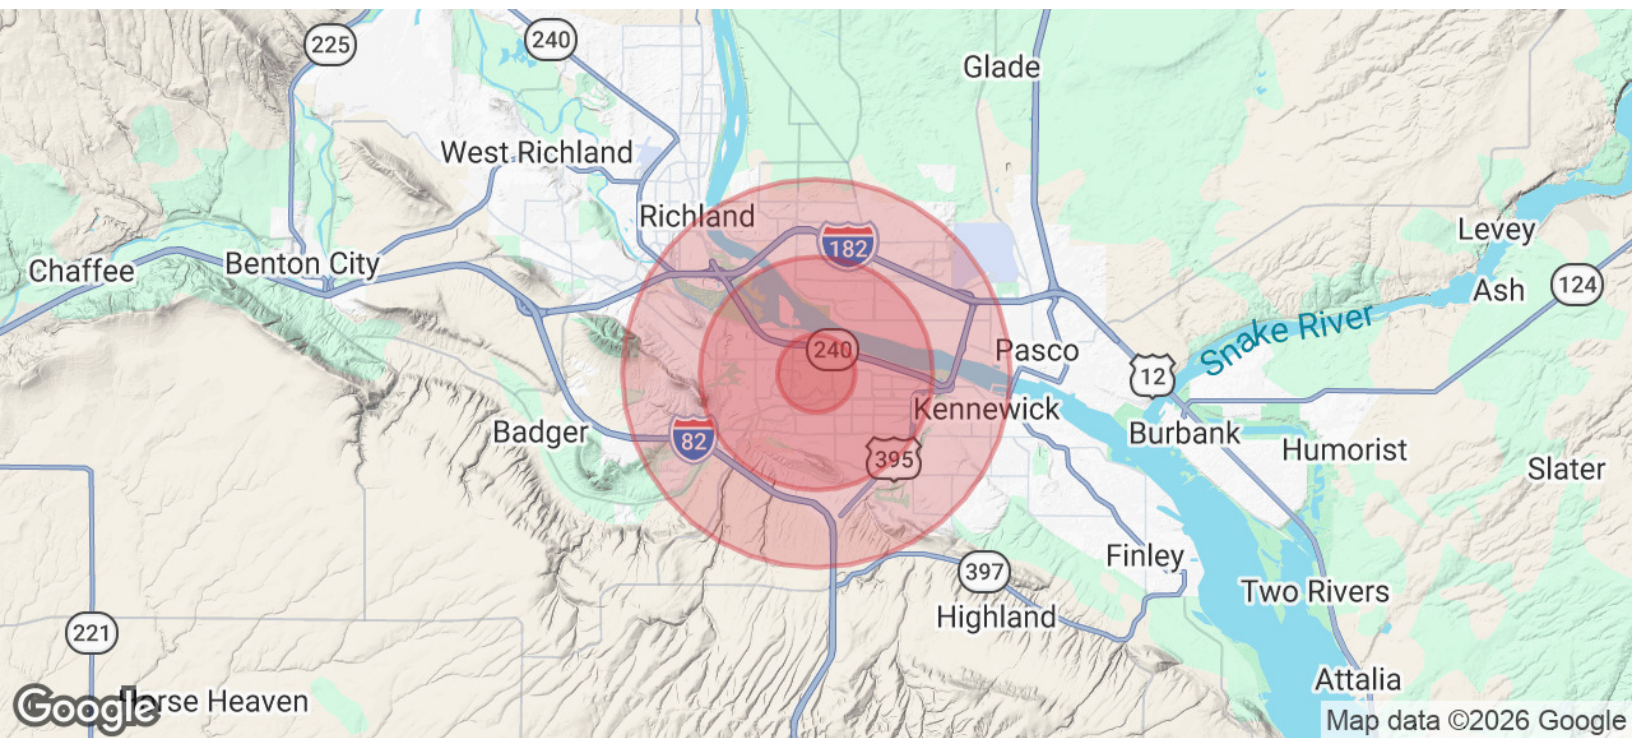 225
240
Glade
West Richland
Richland
182
Levey
Chaffee
Benton City
Ash
124
Snake River
240
Pasco
12
Kennewick
Badger
82
Burbank
Humorist
395
Slater
Finley
397
Two Rivers
Highland
221
Attalia
Horse Heaven
Google
Map data ©2026 Google